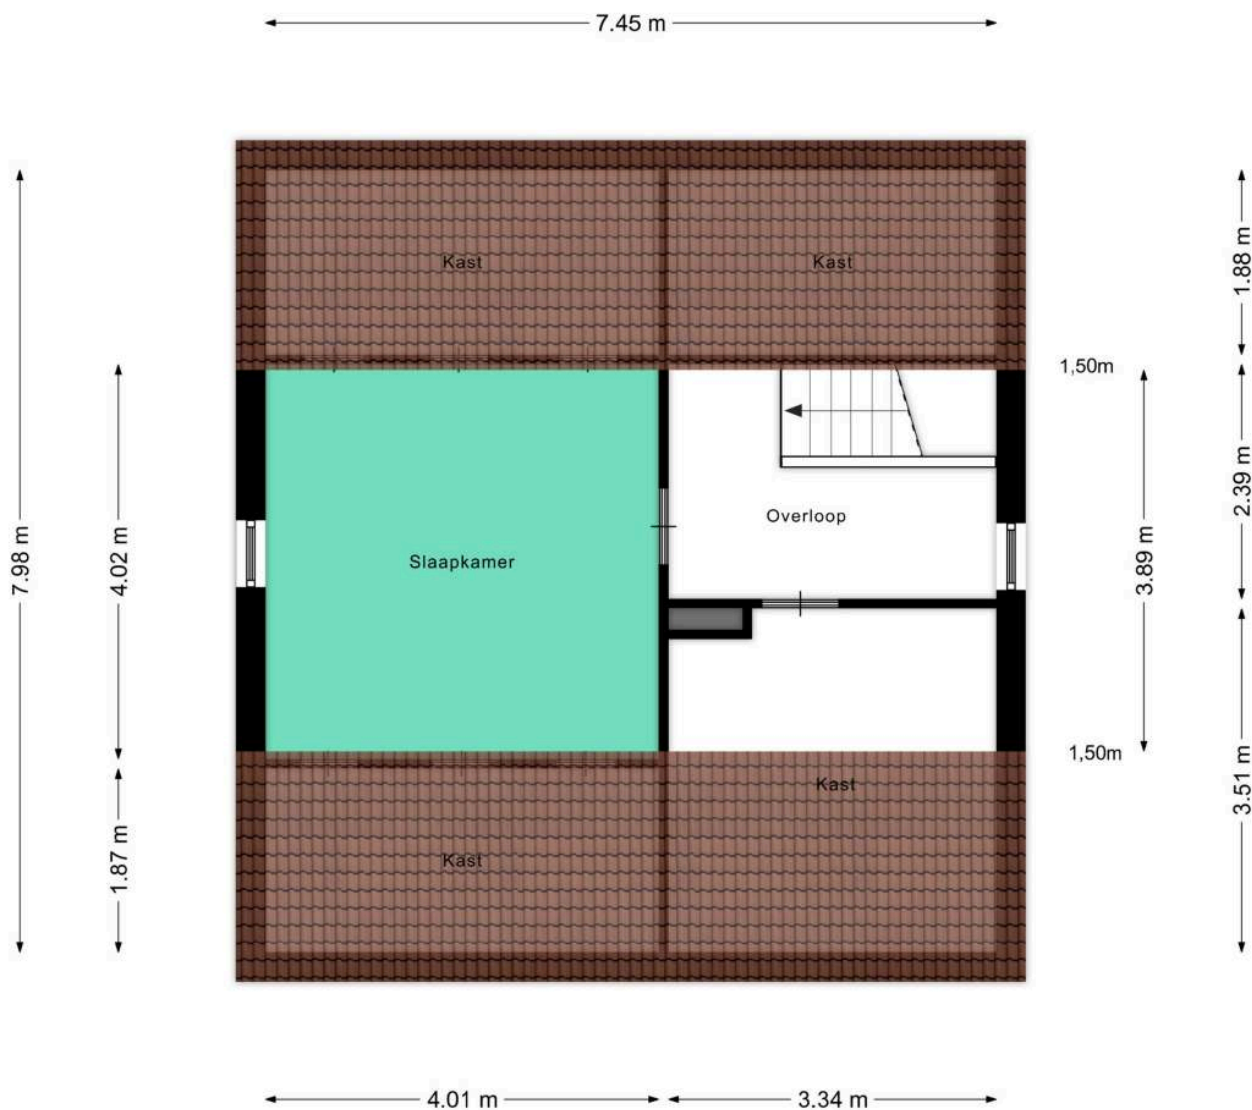 7.45 m
Kast
Kast
1.88 m
1,50m
7.98 m
4.02 m
Slaapkamer
Overloop
3.89 m
2.39 m
1,50m
Kast
3.51 m
1.87 m
Kast
4.01 m
3.34 m